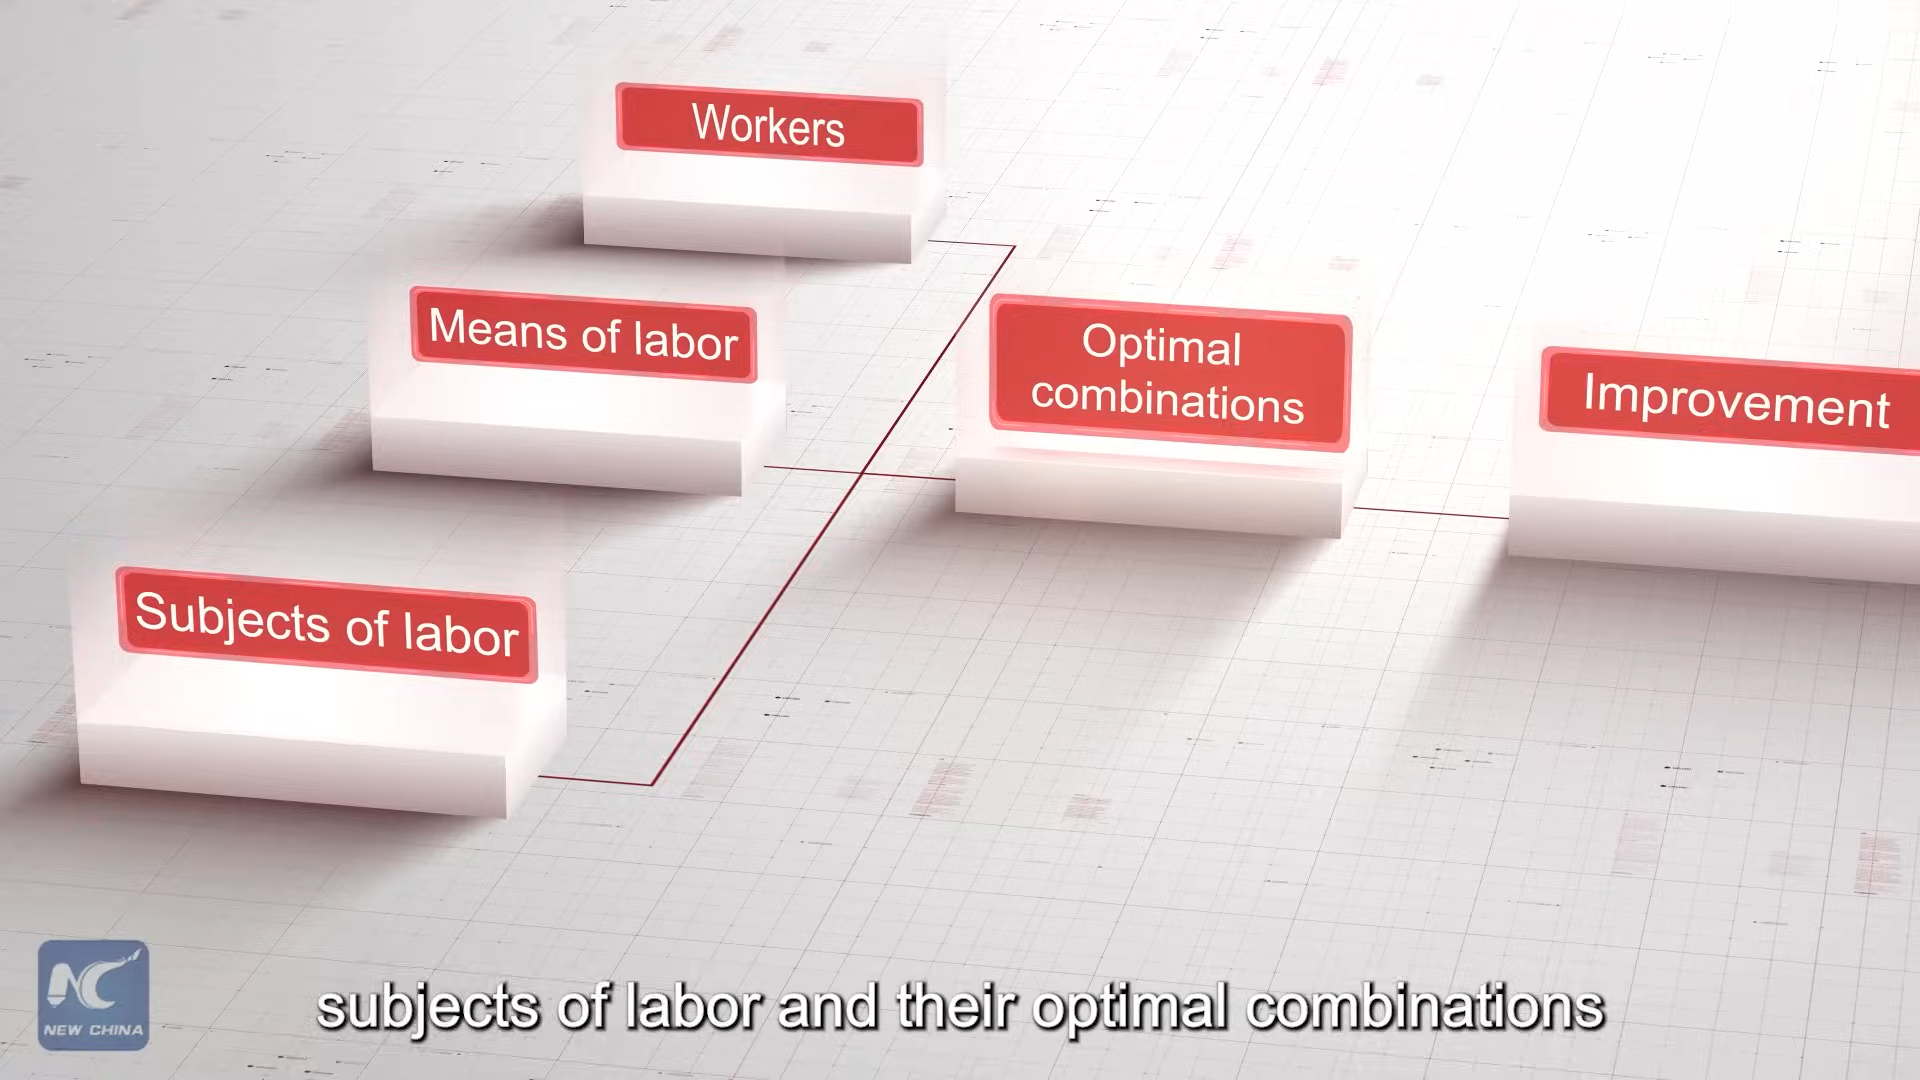 Workers
Means of labor
Optimal
combinations
Improvement
Subjects of labor
subjects of labor and their optimal combinations
NC
NEW CHINA